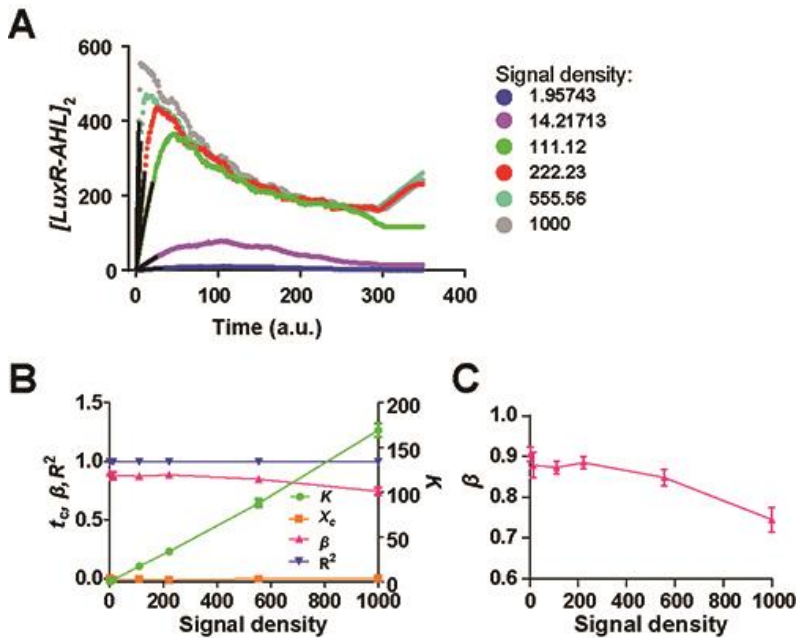 A
600
400
200
0
[LuxR-AHL]2
0 100 200 300 400
Time (a.u.)
Signal density:
1.95743
14.21713
111.12
222.23
555.56
1000
B
1.5
1.0
0.5
0.0
tc, β, R2
200
150
100
50
0
K
K
Xc
β
R2
0 200 400 600 800 1000
Signal density
C
1.0
0.9
0.8
0.7
0.6
β
0 200 400 600 800 1000
Signal density